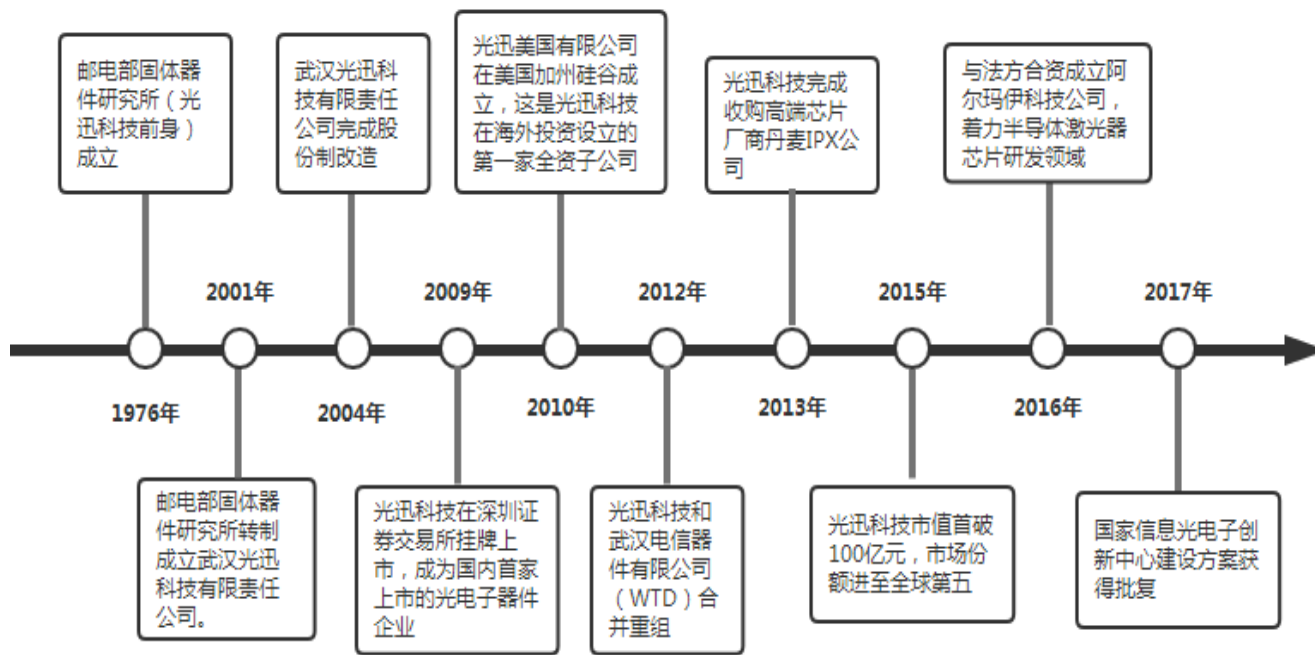 邮电部固体器
件研究所（光
迅科技前身）
成立
武汉光迅科
技有限责任
公司完成股
份制改造
光迅美国有限公司
在美国加州硅谷成
立，这是光迅科技
在海外投资设立的
第一家全资子公司
光迅科技完成
收购高端芯片
厂商丹麦IPX公
司
与法方合资成立阿
尔玛伊科技公司，
着力半导体激光器
芯片研发领域
2001年
2009年
2012年
2015年
2017年
1976年
2004年
2010年
2013年
2016年
邮电部固体器
件研究所转制
成立武汉光迅
科技有限责任
公司。
光迅科技在深圳证
券交易所挂牌上
市，成为国内首家
上市的光电子器件
企业
光迅科技和
武汉电信器
件有限公司
（WTD）合
并重组
光迅科技市值首破
100亿元，市场份
额进至全球第五
国家信息光电子创
新中心建设方案获
得批复